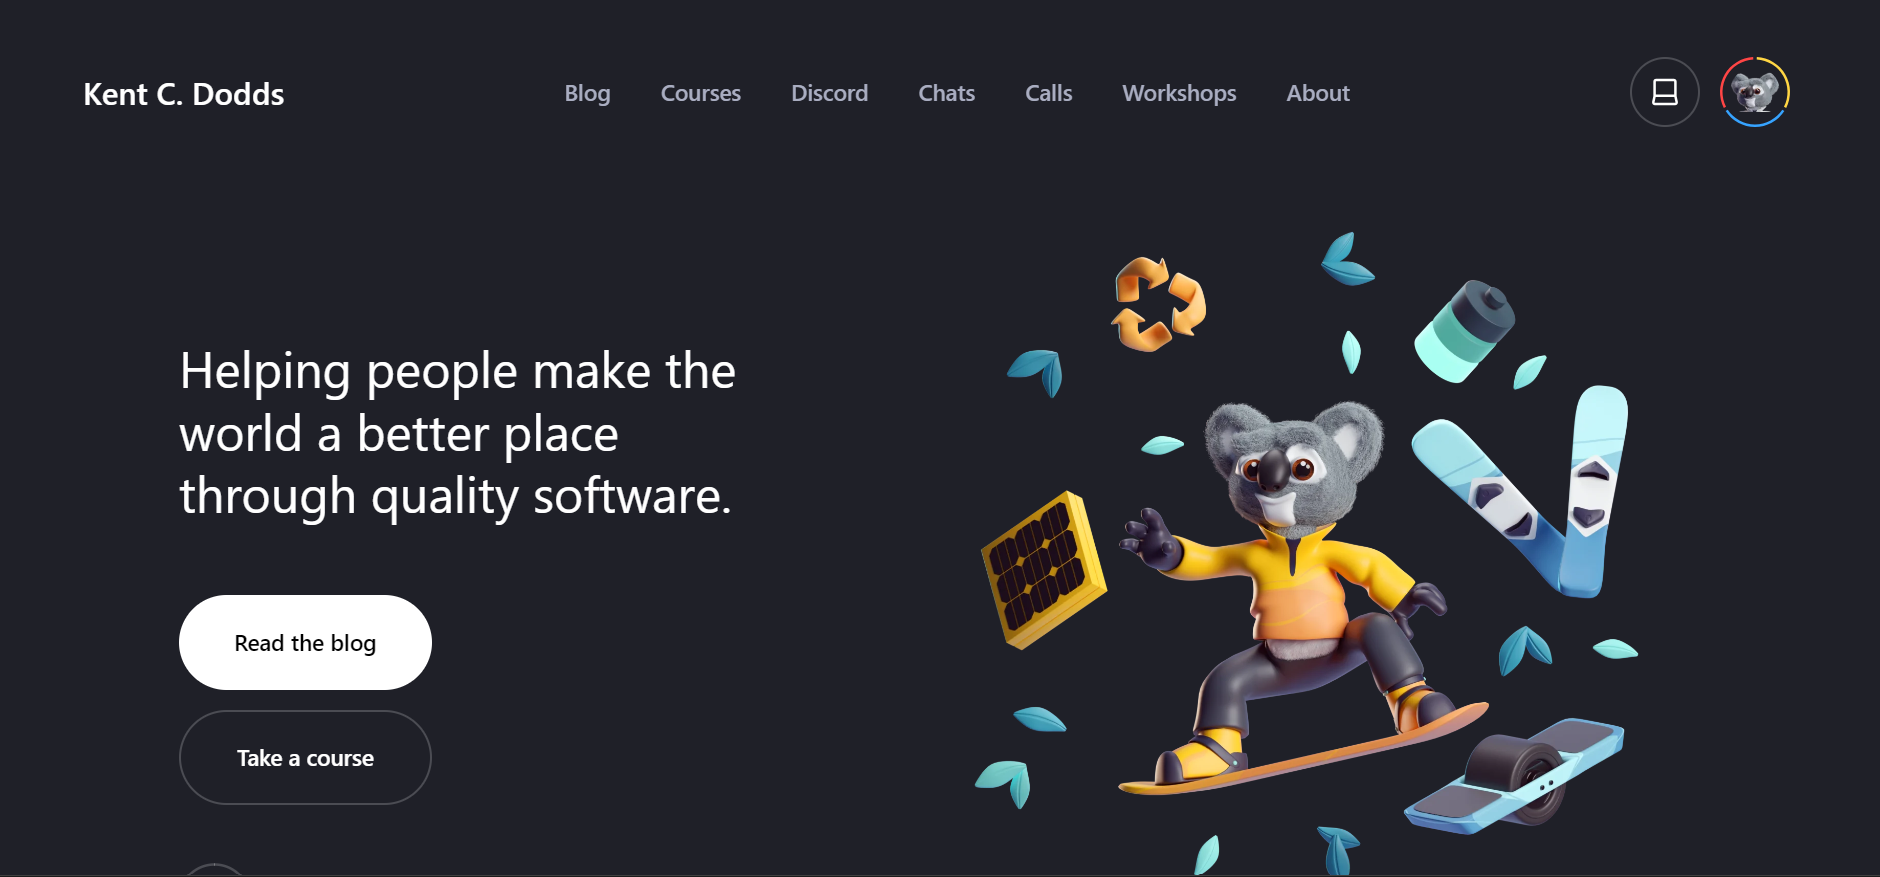 Kent C. Dodds
Blog
Courses
Discord
Chats
Calls
Workshops
About
Helping people make the
world a better place
through quality software.
Read the blog
Take a course